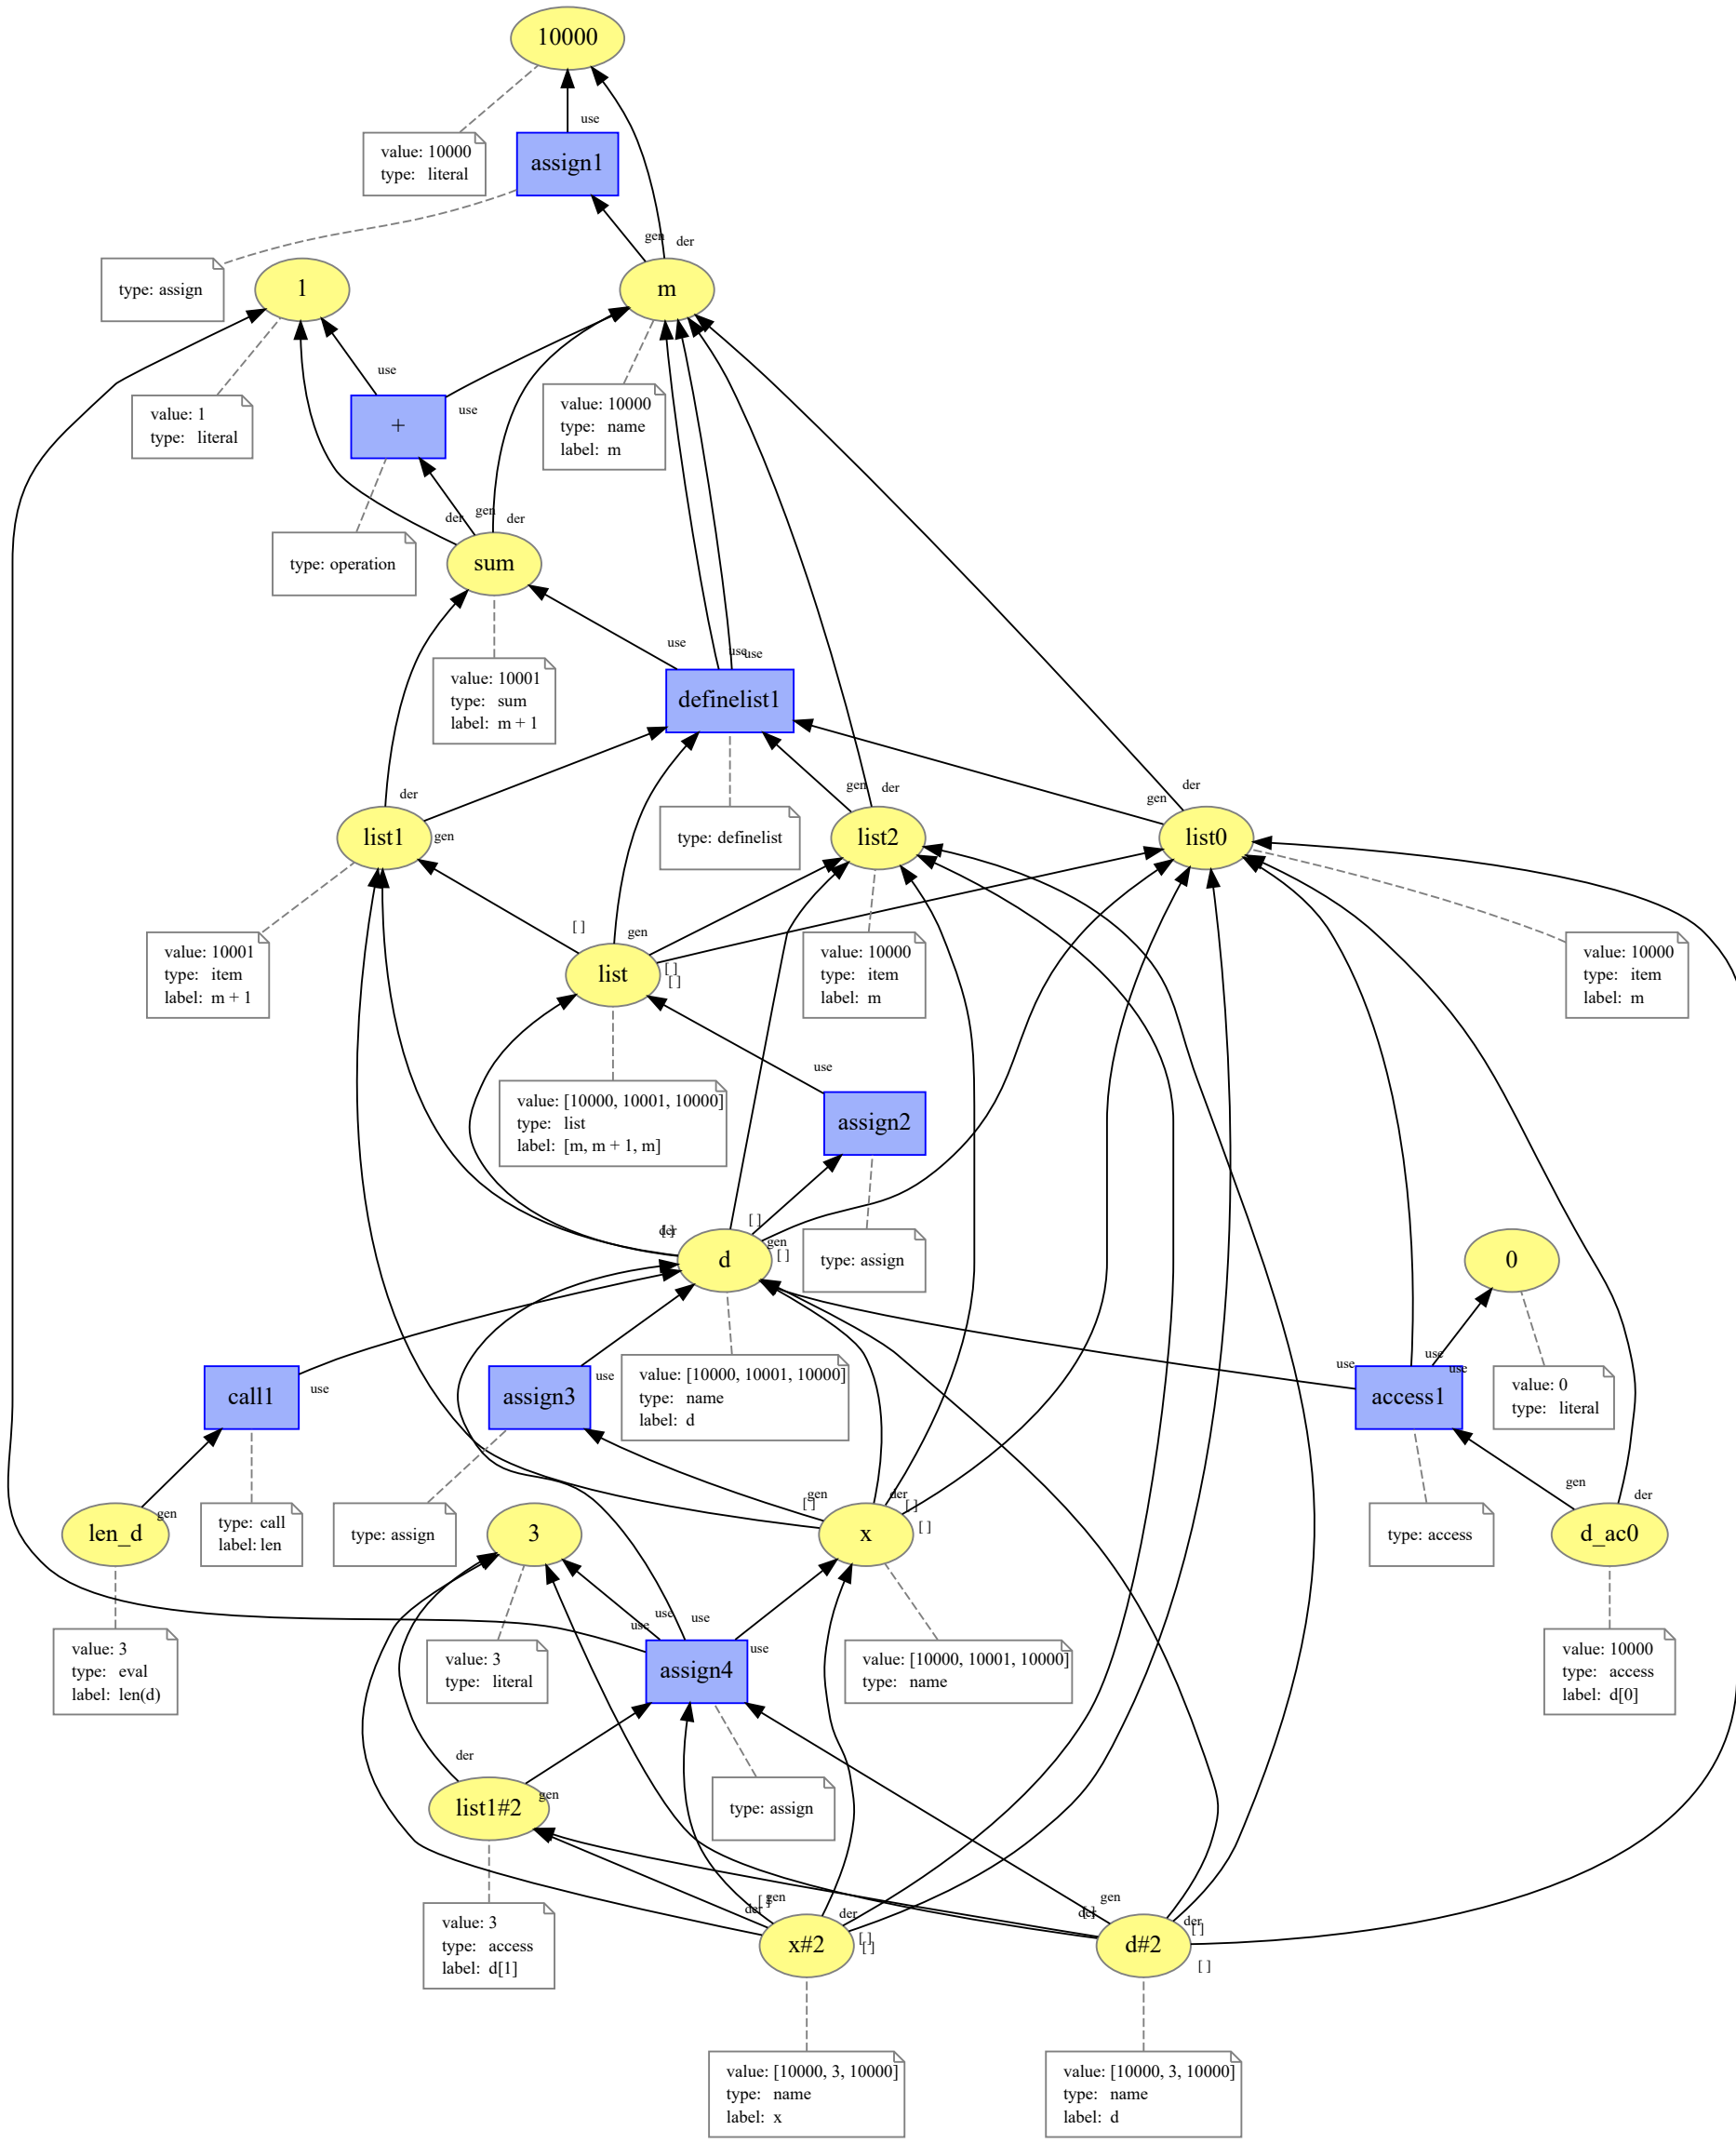 10000
use
value: 10000
type: literal
assign1
gen
der
type: assign
1
m
use
use
value: 1
type: literal
+
value: 10000
type: name
label: m
der
gen
der
type: operation
sum
use
use
use
value: 10001
type: sum
label: m + 1
definelist1
der
gen
der
gen
der
gen
list1
type: definelist
list2
list0
[ ]
gen
value: 10001
type: item
label: m + 1
list
[ ]
[ ]
value: 10000
type: item
label: m
value: 10000
type: item
label: m
use
value: [10000, 10001, 10000]
type: list
label: [m, m + 1, m]
assign2
der
[ ]
[ ]
gen
[ ]
d
type: assign
0
use
use
use
use
use
call1
assign3
value: [10000, 10001, 10000]
type: name
label: d
access1
value: 0
type: literal
gen
[ ]
gen
der
[ ]
[ ]
gen
der
len_d
type: call
label: len
type: assign
3
x
type: access
d_ac0
use
use
use
use
value: 3
type: eval
label: len(d)
value: 3
type: literal
assign4
value: [10000, 10001, 10000]
type: name
value: 10000
type: access
label: d[0]
der
gen
list1#2
type: assign
der
[ ]
gen
der
[ ]
[ ]
der
[ ]
gen
der
[ ]
[ ]
value: 3
type: access
label: d[1]
x#2
d#2
value: [10000, 3, 10000]
type: name
label: x
value: [10000, 3, 10000]
type: name
label: d